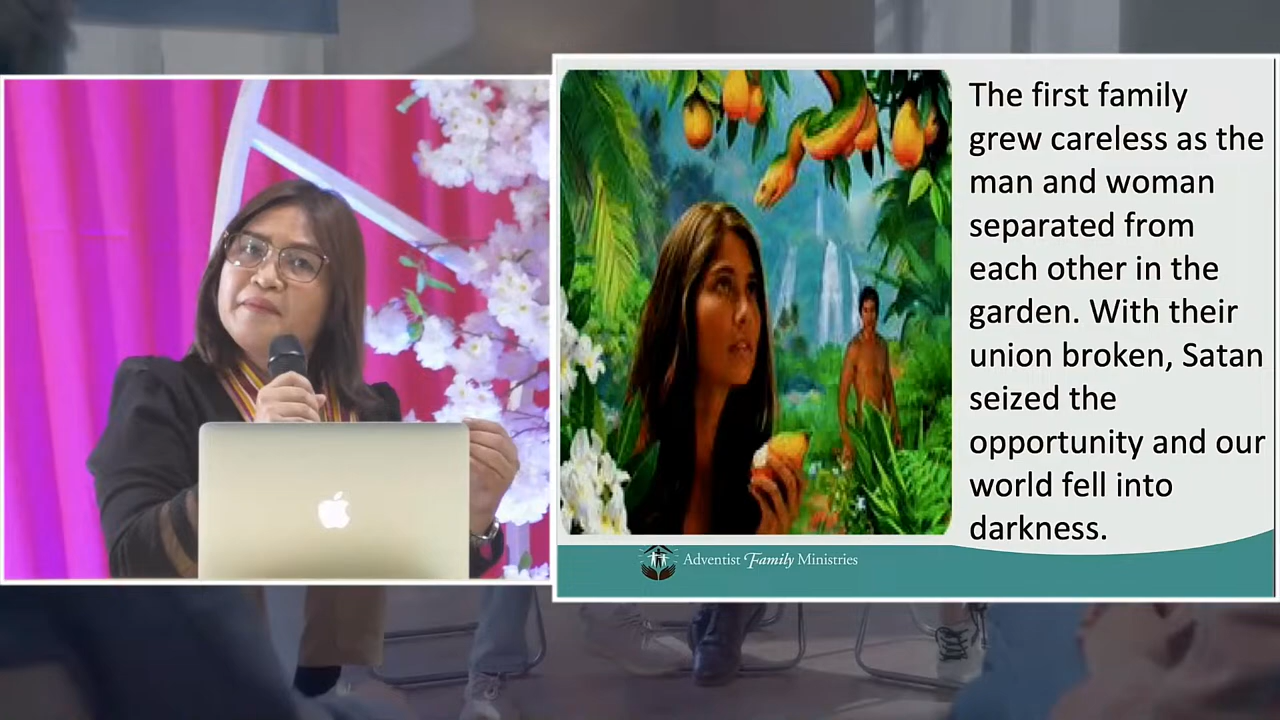 The first family
grew careless as the
man and woman
separated from
each other in the
garden. With their
union broken, Satan
seized the
opportunity and our
world fell into
darkness.
Adventist Family Ministries